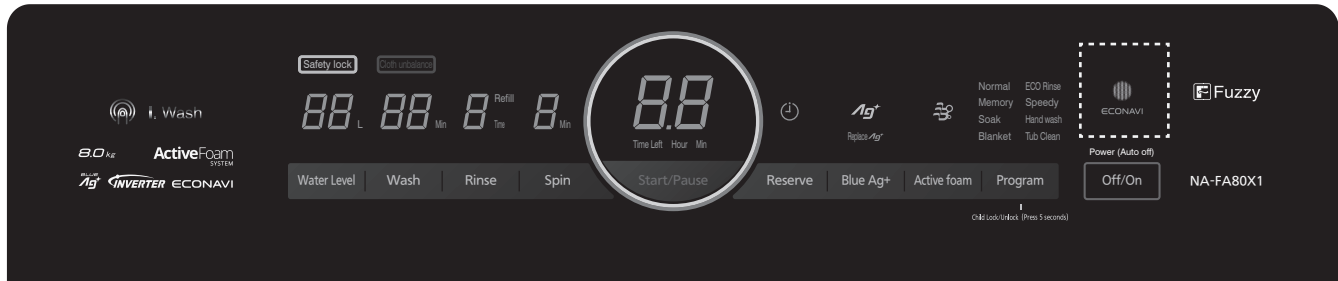 i. Wash
8.0 kg
ActiveFoam
SYSTEM
BLUE
Ag+
INVERTER ECONAVI
Safety lock
Cloth unbalance
88 L
88 Min
8 Refill
Time
8 Min
8.8
Time Left Hour Min
Ag+
Replace Ag+
Normal ECO Rinse
Memory Speedy
Soak Hand wash
Blanket Tub Clean
ECONAVI
Fuzzy
Water Level
Wash
Rinse
Spin
Start/Pause
Reserve
Blue Ag+
Active foam
Program
Child Lock/Unlock (Press 5 seconds)
Power (Auto off)
Off/On
NA-FA80X1